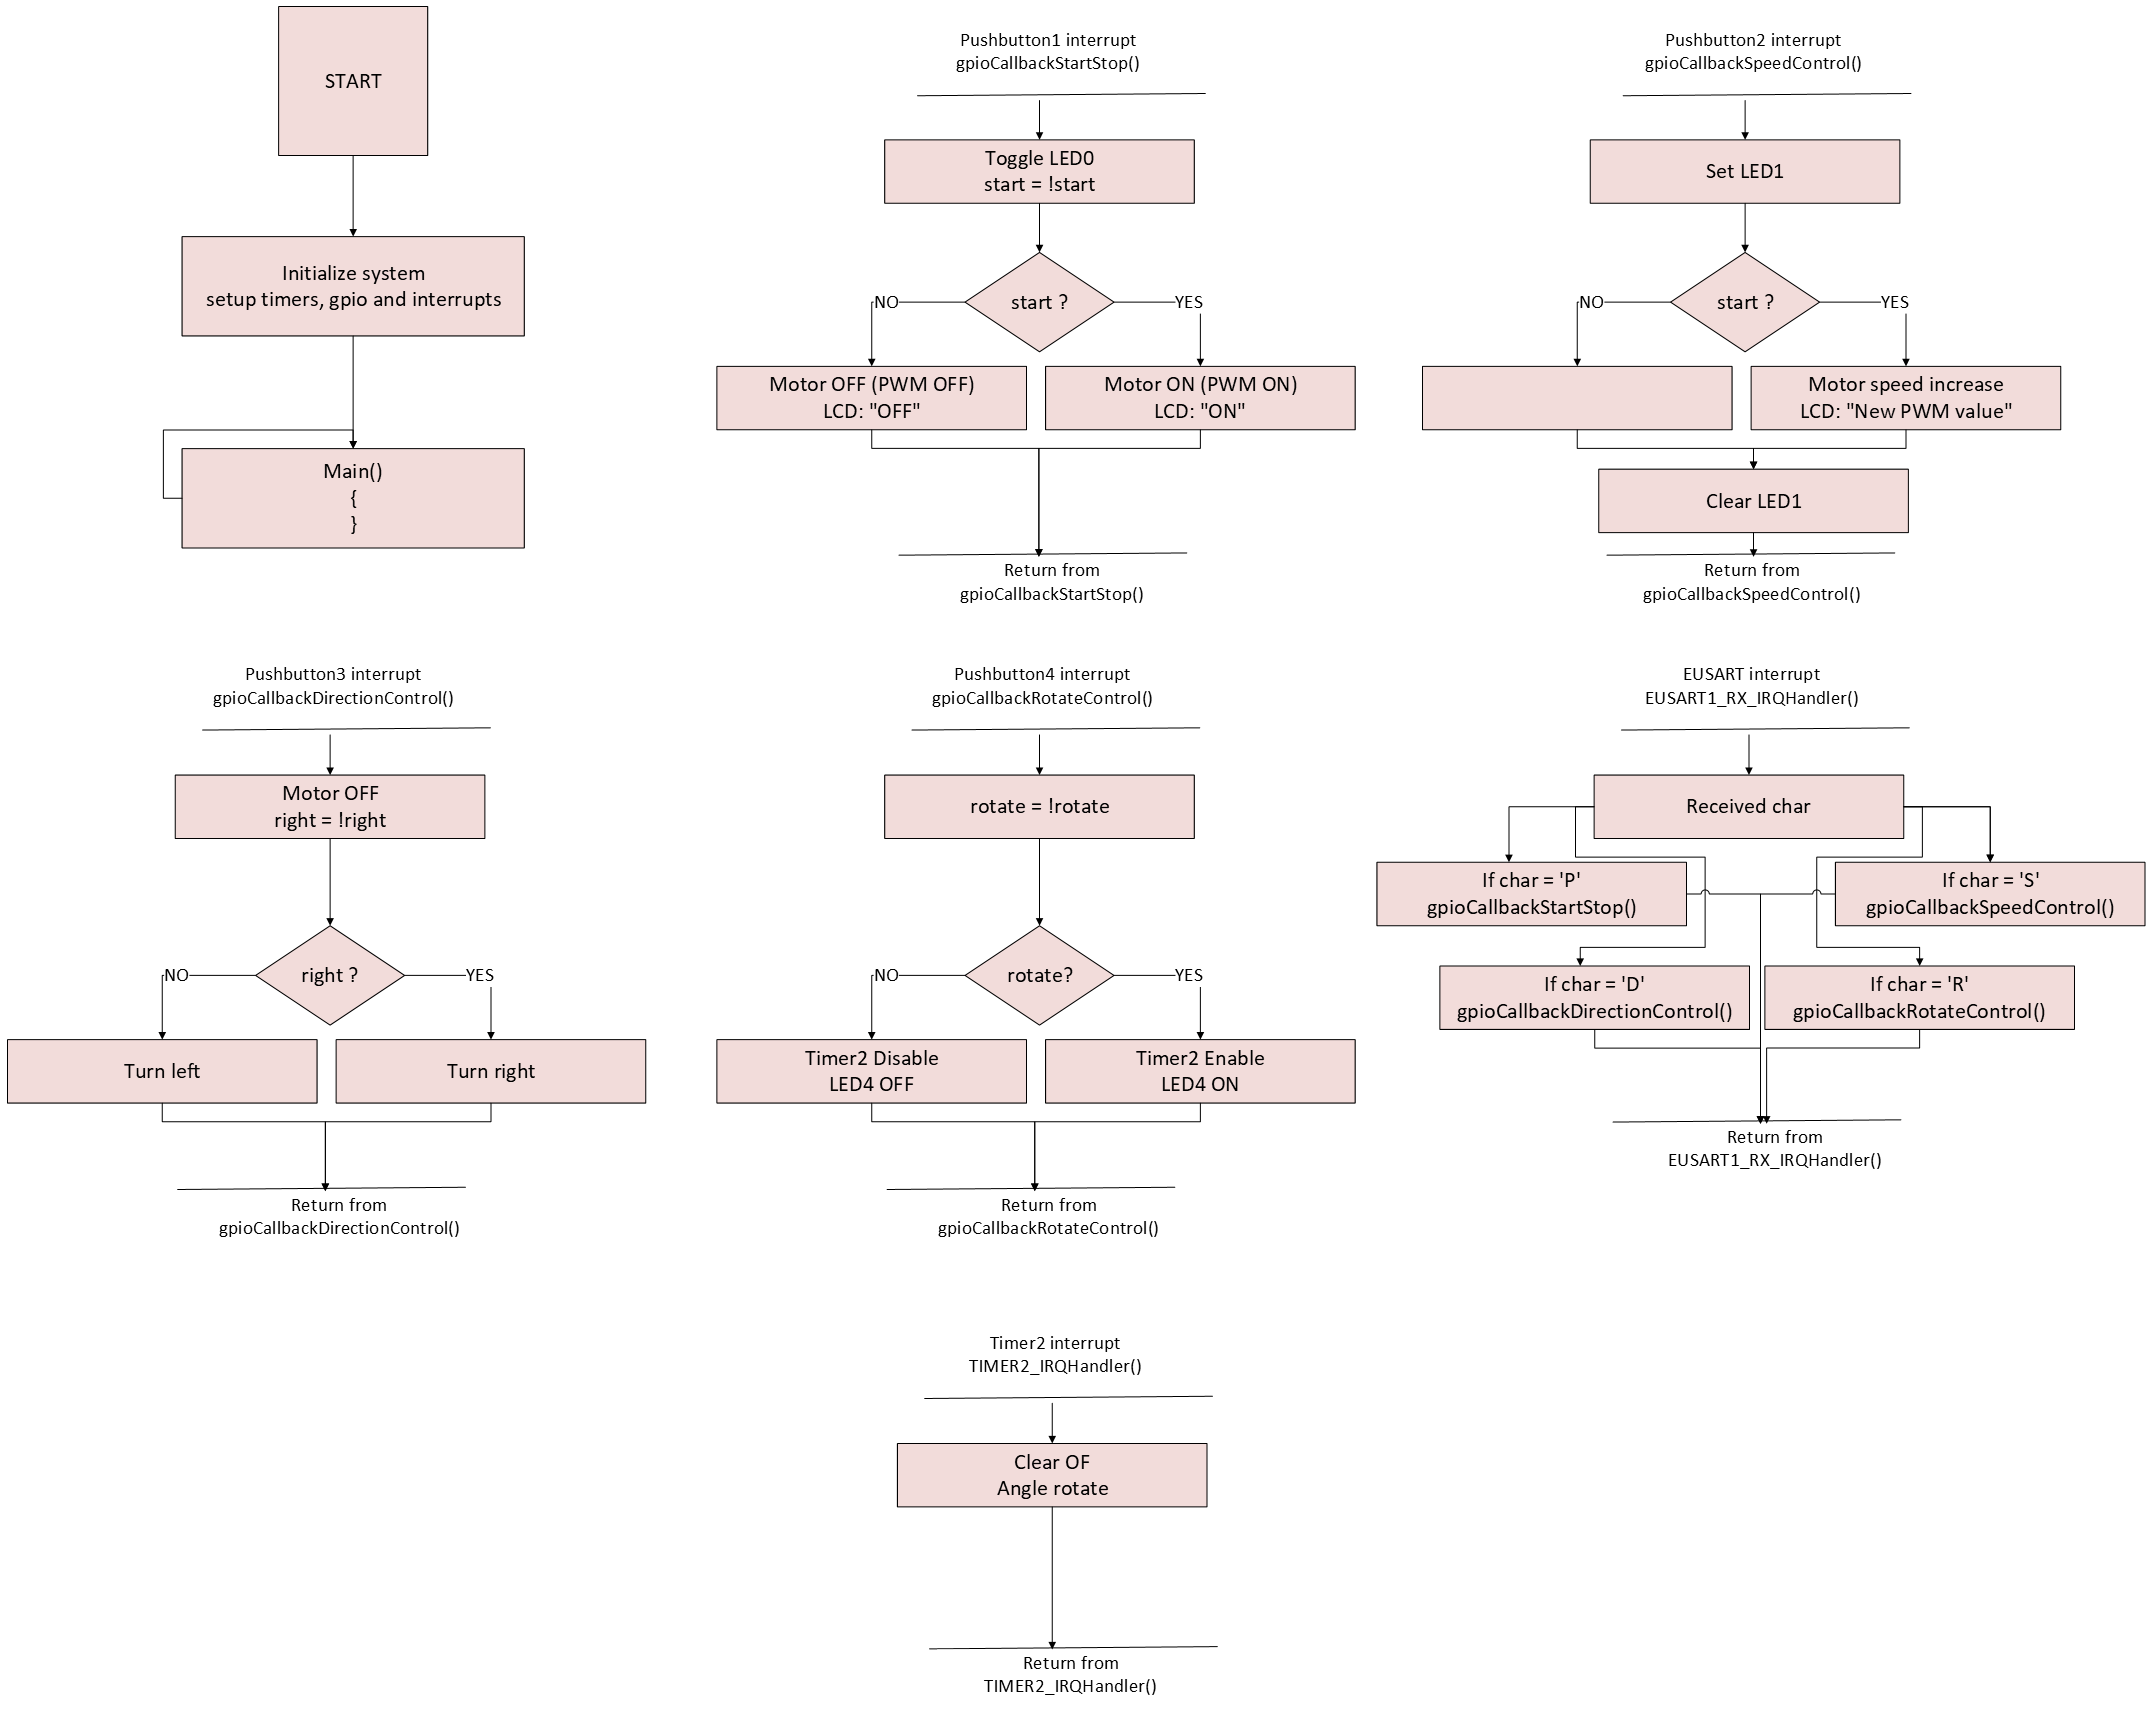 START
Initialize system
setup timers, gpio and interrupts
Main()
{
}
Pushbutton1 interrupt
gpioCallbackStartStop()
Toggle LED0
start = !start
start ?
NO
YES
Motor OFF (PWM OFF)
LCD: "OFF"
Motor ON (PWM ON)
LCD: "ON"
Return from
gpioCallbackStartStop()
Pushbutton2 interrupt
gpioCallbackSpeedControl()
Set LED1
start ?
NO
YES
Motor speed increase
LCD: "New PWM value"
Clear LED1
Return from
gpioCallbackSpeedControl()
Pushbutton3 interrupt
gpioCallbackDirectionControl()
Motor OFF
right = !right
right ?
NO
YES
Turn left
Turn right
Return from
gpioCallbackDirectionControl()
Pushbutton4 interrupt
gpioCallbackRotateControl()
rotate = !rotate
rotate?
NO
YES
Timer2 Disable
LED4 OFF
Timer2 Enable
LED4 ON
Return from
gpioCallbackRotateControl()
EUSART interrupt
EUSART1_RX_IRQHandler()
Received char
If char = 'P'
gpioCallbackStartStop()
If char = 'S'
gpioCallbackSpeedControl()
If char = 'D'
gpioCallbackDirectionControl()
If char = 'R'
gpioCallbackRotateControl()
Return from
EUSART1_RX_IRQHandler()
Timer2 interrupt
TIMER2_IRQHandler()
Clear OF
Angle rotate
Return from
TIMER2_IRQHandler()